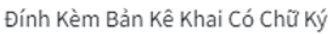 Đính Kèm Bản Kê Khai Có Chữ Ký